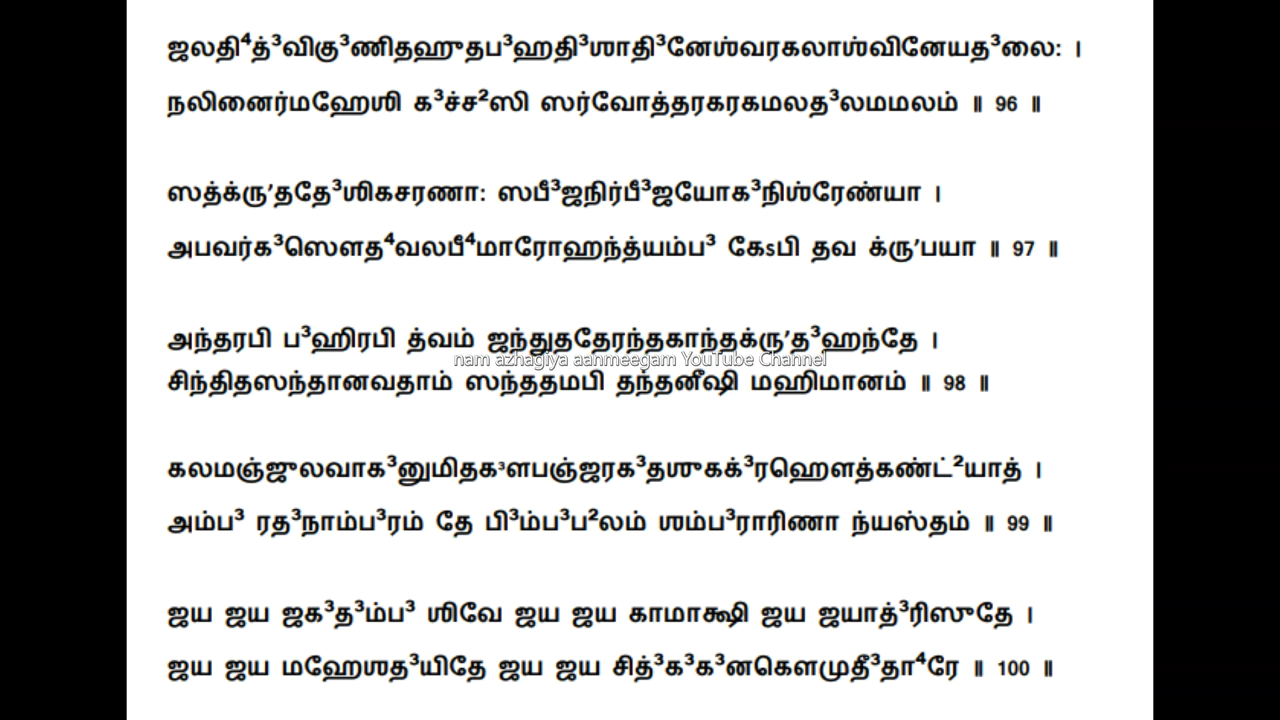 ஜலதி⁴த்³விகு³ணிதஹுதப³ஹதி³ஶாதி³னேஶ்வரகலாஶ்வினேயத³லை: ।
நலினைர்மஹேஶி க³ச்ச²ஸி ஸர்வோத்தரகரகமலத³லமமலம் ॥ 96 ॥
ஸத்க்ரு’ததே³ஶிகசரணா: ஸபீ³ஜநிர்பீ³ஜயோக³நிஶ்ரேண்யா ।
அபவர்க³ஸௌத⁴வலபீ⁴மாரோஹந்த்யம்ப³ கே஽பி தவ க்ரு’பயா ॥ 97 ॥
அந்தரபி ப³ஹிரபி த்வம் ஜந்துததேரந்தகாந்தக்ரு’த³ஹந்தே ।
nam azhagiya aanmeegam YouTube Channel
சிந்திதஸந்தானவதாம் ஸந்ததமபி தந்தனீஷி மஹிமானம் ॥ 98 ॥
கலமஞ்ஜுலவாக³னுமிதக³ளபஞ்ஜரக³தஶுகக்³ரஹௌத்கண்ட்²யாத் ।
அம்ப³ ரத³நாம்ப³ரம் தே பி³ம்ப³ப²லம் ஶம்ப³ராரிணா ந்யஸ்தம் ॥ 99 ॥
ஜய ஜய ஜக³த³ம்ப³ ஶிவே ஜய ஜய காமாக்ஷி ஜய ஜயாத்³ரிஸுதே ।
ஜய ஜய மஹேஶத³யிதே ஜய ஜய சித்³க³க³னகௌமுதீ³தா⁴ரே ॥ 100 ॥